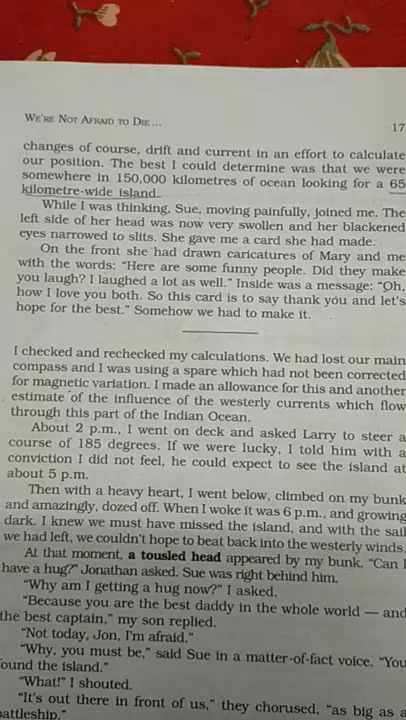 WE'RE NOT AFRAID TO DIE...
17
changes of course, drift and current in an effort to calculate
our position. The best I could determine was that we were
somewhere in 150,000 kilometres of ocean looking for a 65
kilometre-wide island.
While I was thinking, Sue, moving painfully, joined me. The
left side of her head was now very swollen and her blackened
eyes narrowed to slits. She gave me a card she had made.
On the front she had drawn caricatures of Mary and me
with the words: “Here are some funny people. Did they make
you laugh? I laughed a lot as well.” Inside was a message: “Oh,
how I love you both. So this card is to say thank you and let's
hope for the best.” Somehow we had to make it.
I checked and rechecked my calculations. We had lost our main
compass and I was using a spare which had not been corrected
for magnetic variation. I made an allowance for this and another
estimate of the influence of the westerly currents which flow
through this part of the Indian Ocean.
About 2 p.m., I went on deck and asked Larry to steer a
course of 185 degrees. If we were lucky, I told him with a
conviction I did not feel, he could expect to see the island at
about 5 p.m.
Then with a heavy heart, I went below, climbed on my bunk
and amazingly, dozed off. When I woke it was 6 p.m., and growing
dark. I knew we must have missed the island, and with the sail
we had left, we couldn't hope to beat back into the westerly winds.
At that moment, a tousled head appeared by my bunk. “Can I
have a hug?” Jonathan asked. Sue was right behind him.
“Why am I getting a hug now?” I asked.
“Because you are the best daddy in the whole world — and
the best captain,” my son replied.
“Not today, Jon, I'm afraid.”
“Why, you must be,” said Sue in a matter-of-fact voice. “You
found the island.”
“What!” I shouted.
“It's out there in front of us,” they chorused, “as big as a
battleship.”